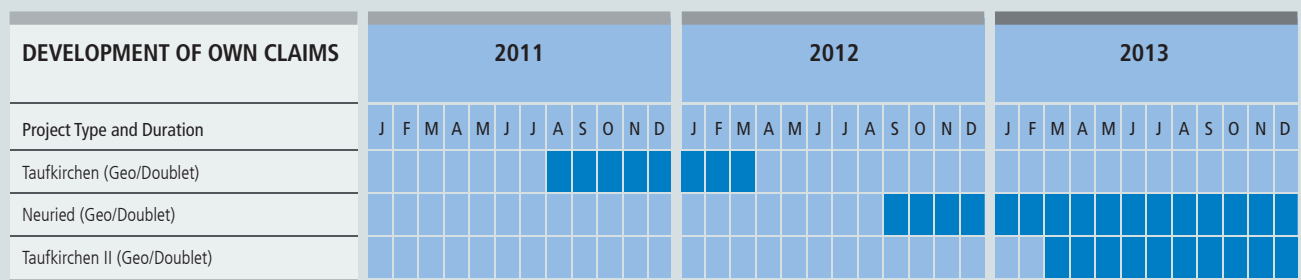 DEVELOPMENT OF OWN CLAIMS 2011 2012 2013
Project Type and Duration J F M A M J J A S O N D J F M A M J J A S O N D J F M A M J J A S O N D
Taufkirchen (Geo/Doublet)
Neuried (Geo/Doublet)
Taufkirchen II (Geo/Doublet)